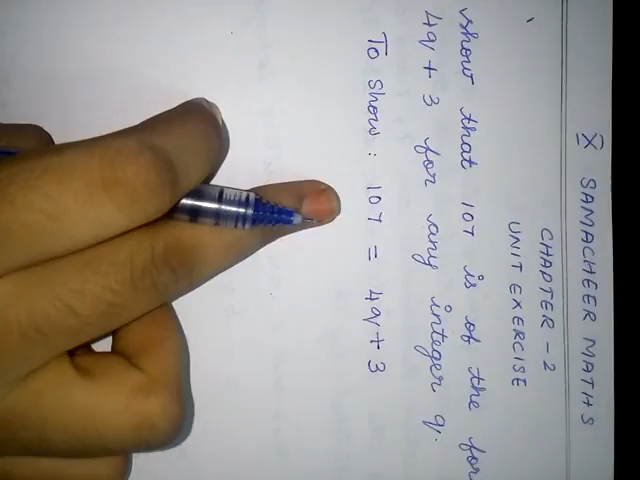 X SAMACHEER MATHS
CHAPTER - 2
UNIT EXERCISE
show that 107 is of the for
4q + 3 for any integer q.
To show : 107 = 4q + 3